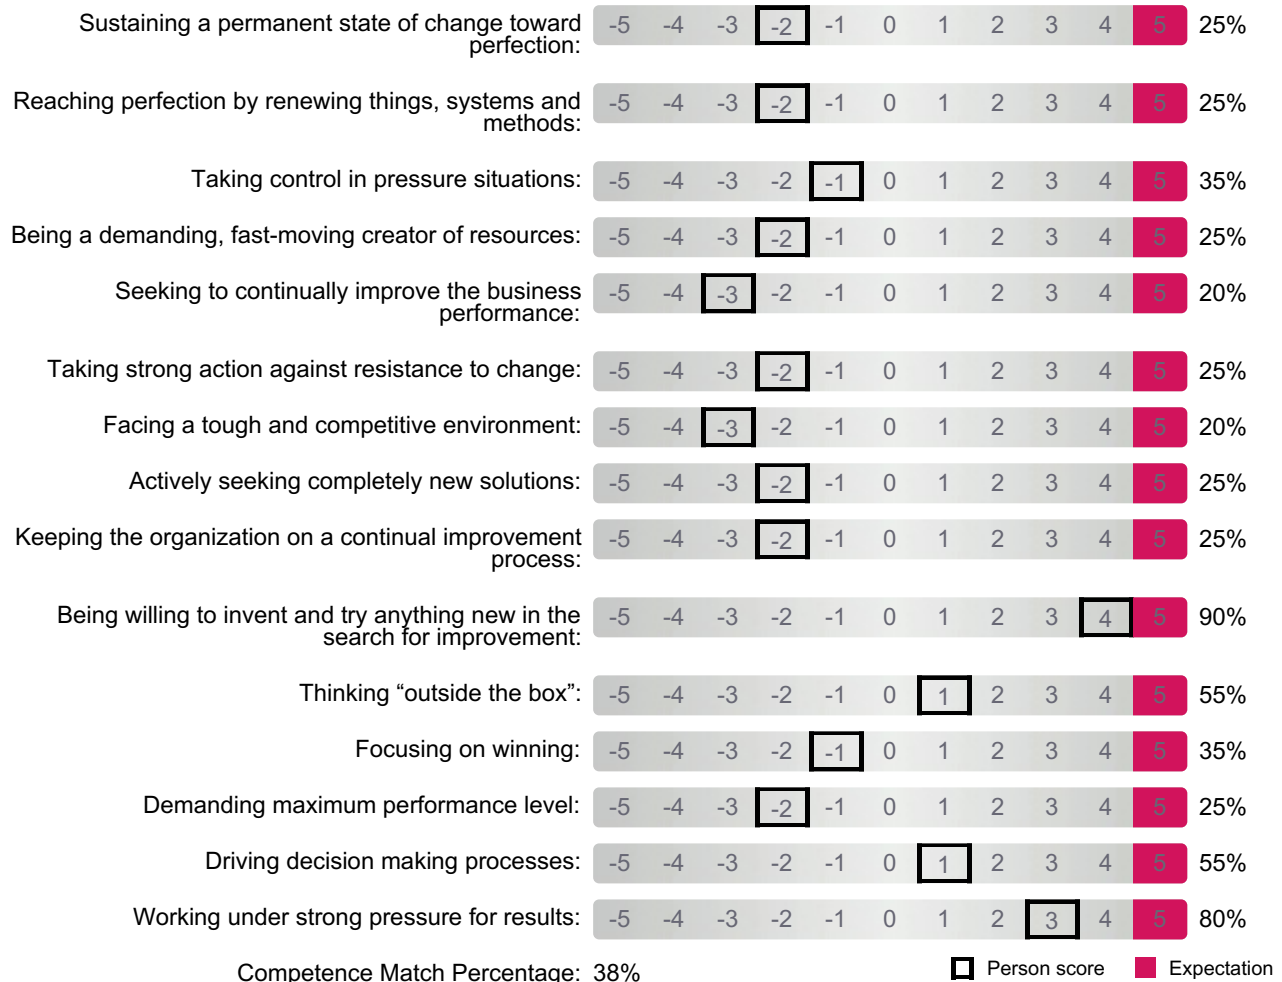 Sustaining a permanent state of change toward
perfection:
-5 -4 -3 -2 -1 0 1 2 3 4 5 25%
Reaching perfection by renewing things, systems and
methods:
-5 -4 -3 -2 -1 0 1 2 3 4 5 25%
Taking control in pressure situations: -5 -4 -3 -2 -1 0 1 2 3 4 5 35%
Being a demanding, fast-moving creator of resources: -5 -4 -3 -2 -1 0 1 2 3 4 5 25%
Seeking to continually improve the business
performance:
-5 -4 -3 -2 -1 0 1 2 3 4 5 20%
Taking strong action against resistance to change: -5 -4 -3 -2 -1 0 1 2 3 4 5 25%
Facing a tough and competitive environment: -5 -4 -3 -2 -1 0 1 2 3 4 5 20%
Actively seeking completely new solutions: -5 -4 -3 -2 -1 0 1 2 3 4 5 25%
Keeping the organization on a continual improvement
process:
-5 -4 -3 -2 -1 0 1 2 3 4 5 25%
Being willing to invent and try anything new in the
search for improvement:
-5 -4 -3 -2 -1 0 1 2 3 4 5 90%
Thinking “outside the box”: -5 -4 -3 -2 -1 0 1 2 3 4 5 55%
Focusing on winning: -5 -4 -3 -2 -1 0 1 2 3 4 5 35%
Demanding maximum performance level: -5 -4 -3 -2 -1 0 1 2 3 4 5 25%
Driving decision making processes: -5 -4 -3 -2 -1 0 1 2 3 4 5 55%
Working under strong pressure for results: -5 -4 -3 -2 -1 0 1 2 3 4 5 80%
Competence Match Percentage: 38%
Person score Expectation